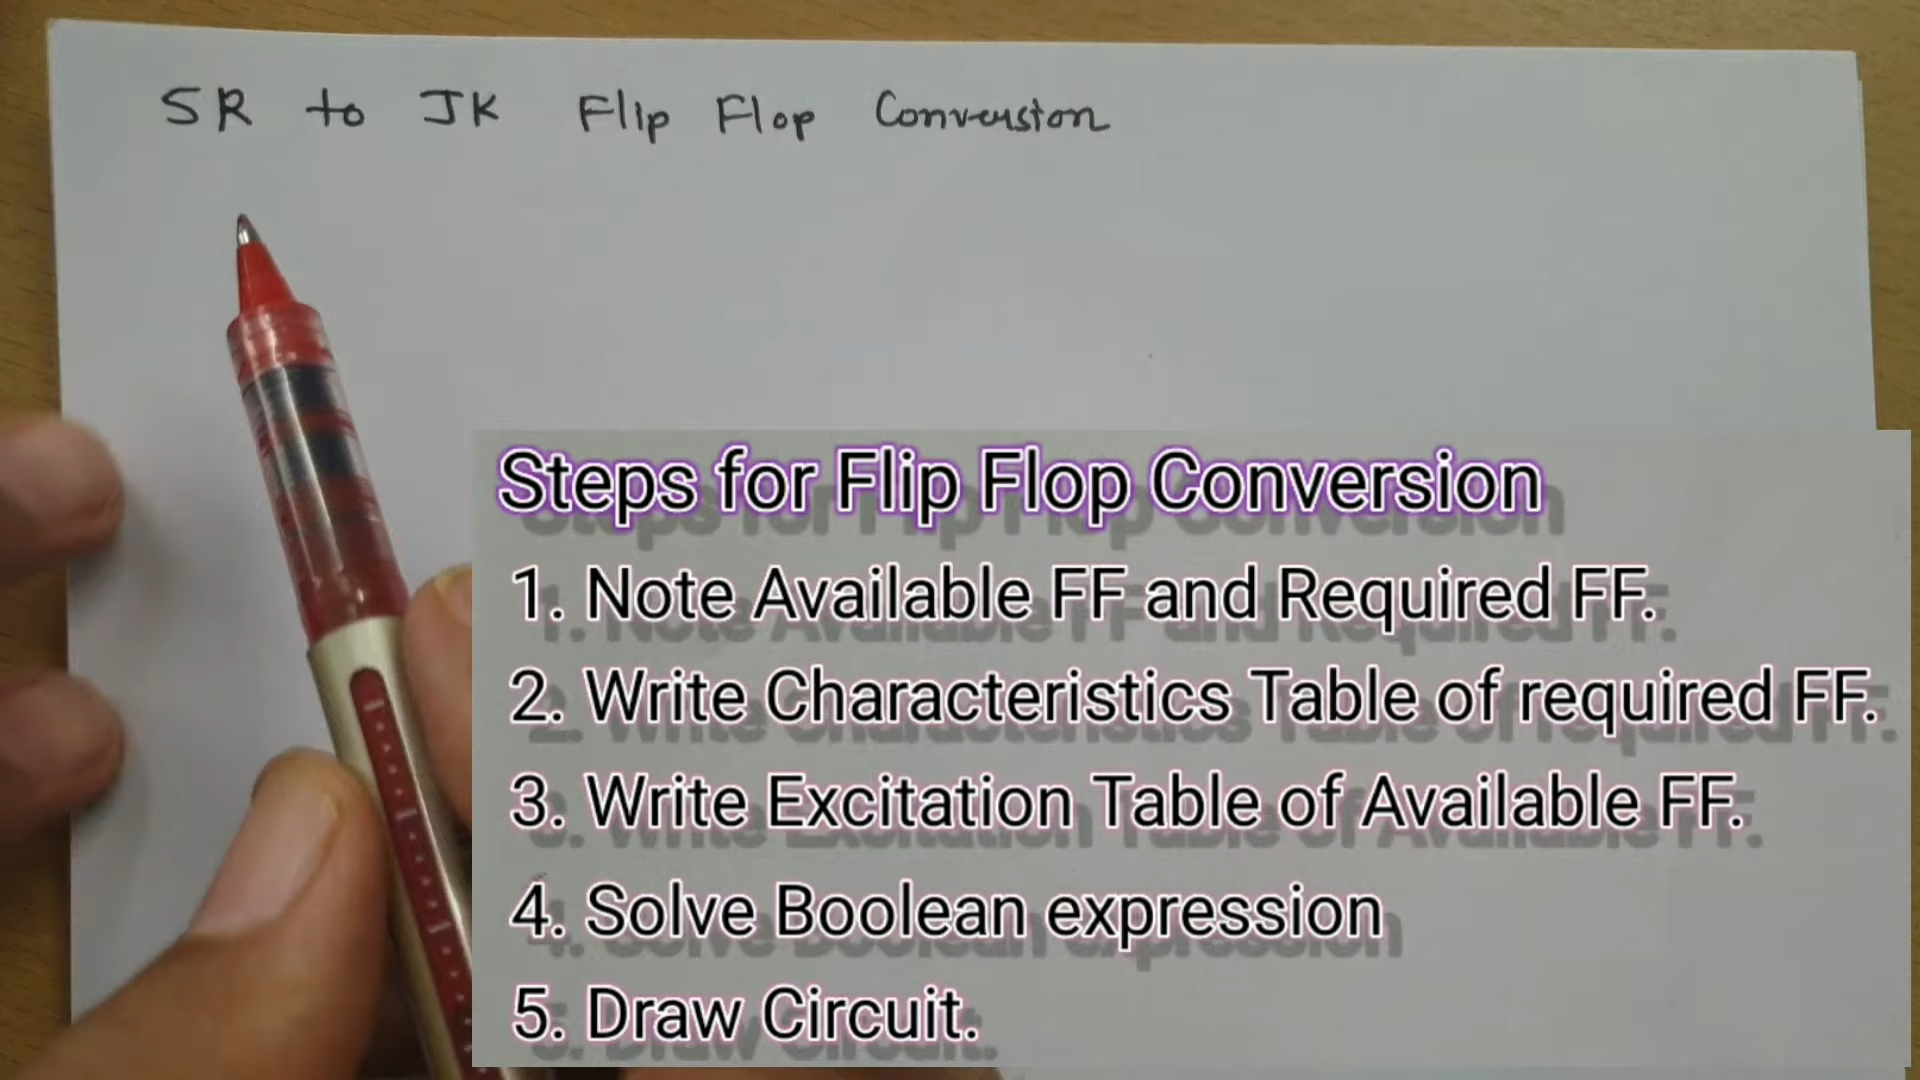 SR to JK Flip Flop Conversion
Steps for Flip Flop Conversion
1. Note Available FF and Required FF.
2. Write Characteristics Table of required FF.
3. Write Excitation Table of Available FF.
4. Solve Boolean expression
5. Draw Circuit.